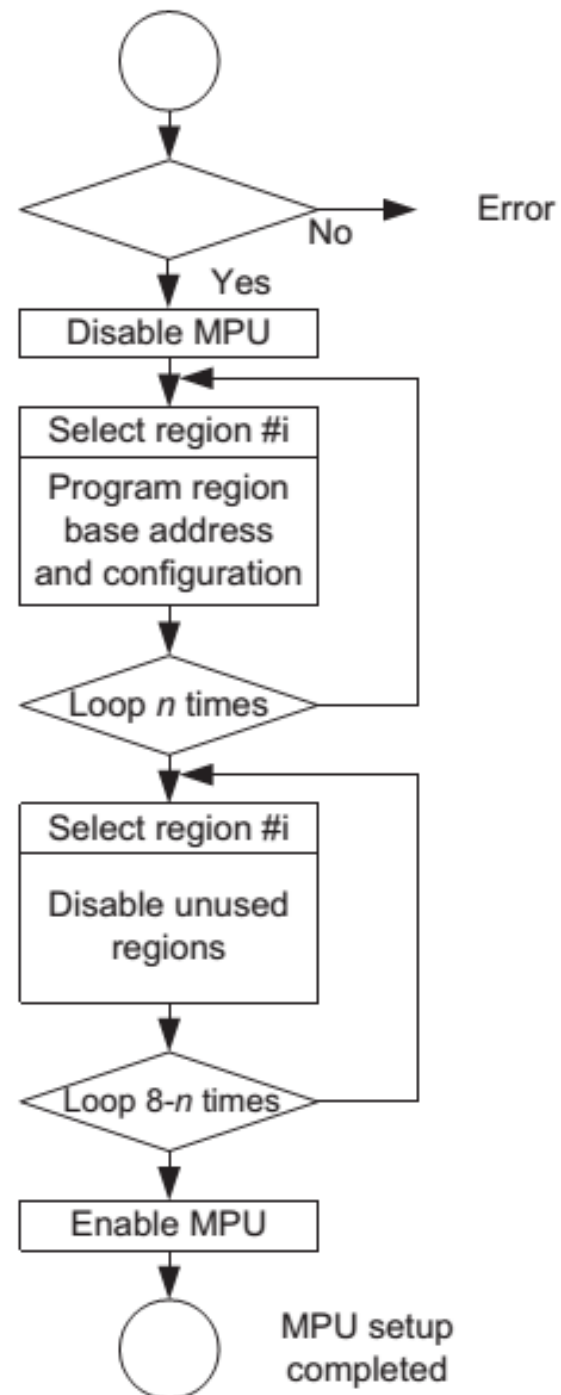 Error
No
Yes
Disable MPU
Select region #i
Program region
base address
and configuration
Loop n times
Select region #i
Disable unused
regions
Loop 8-n times
Enable MPU
MPU setup
completed